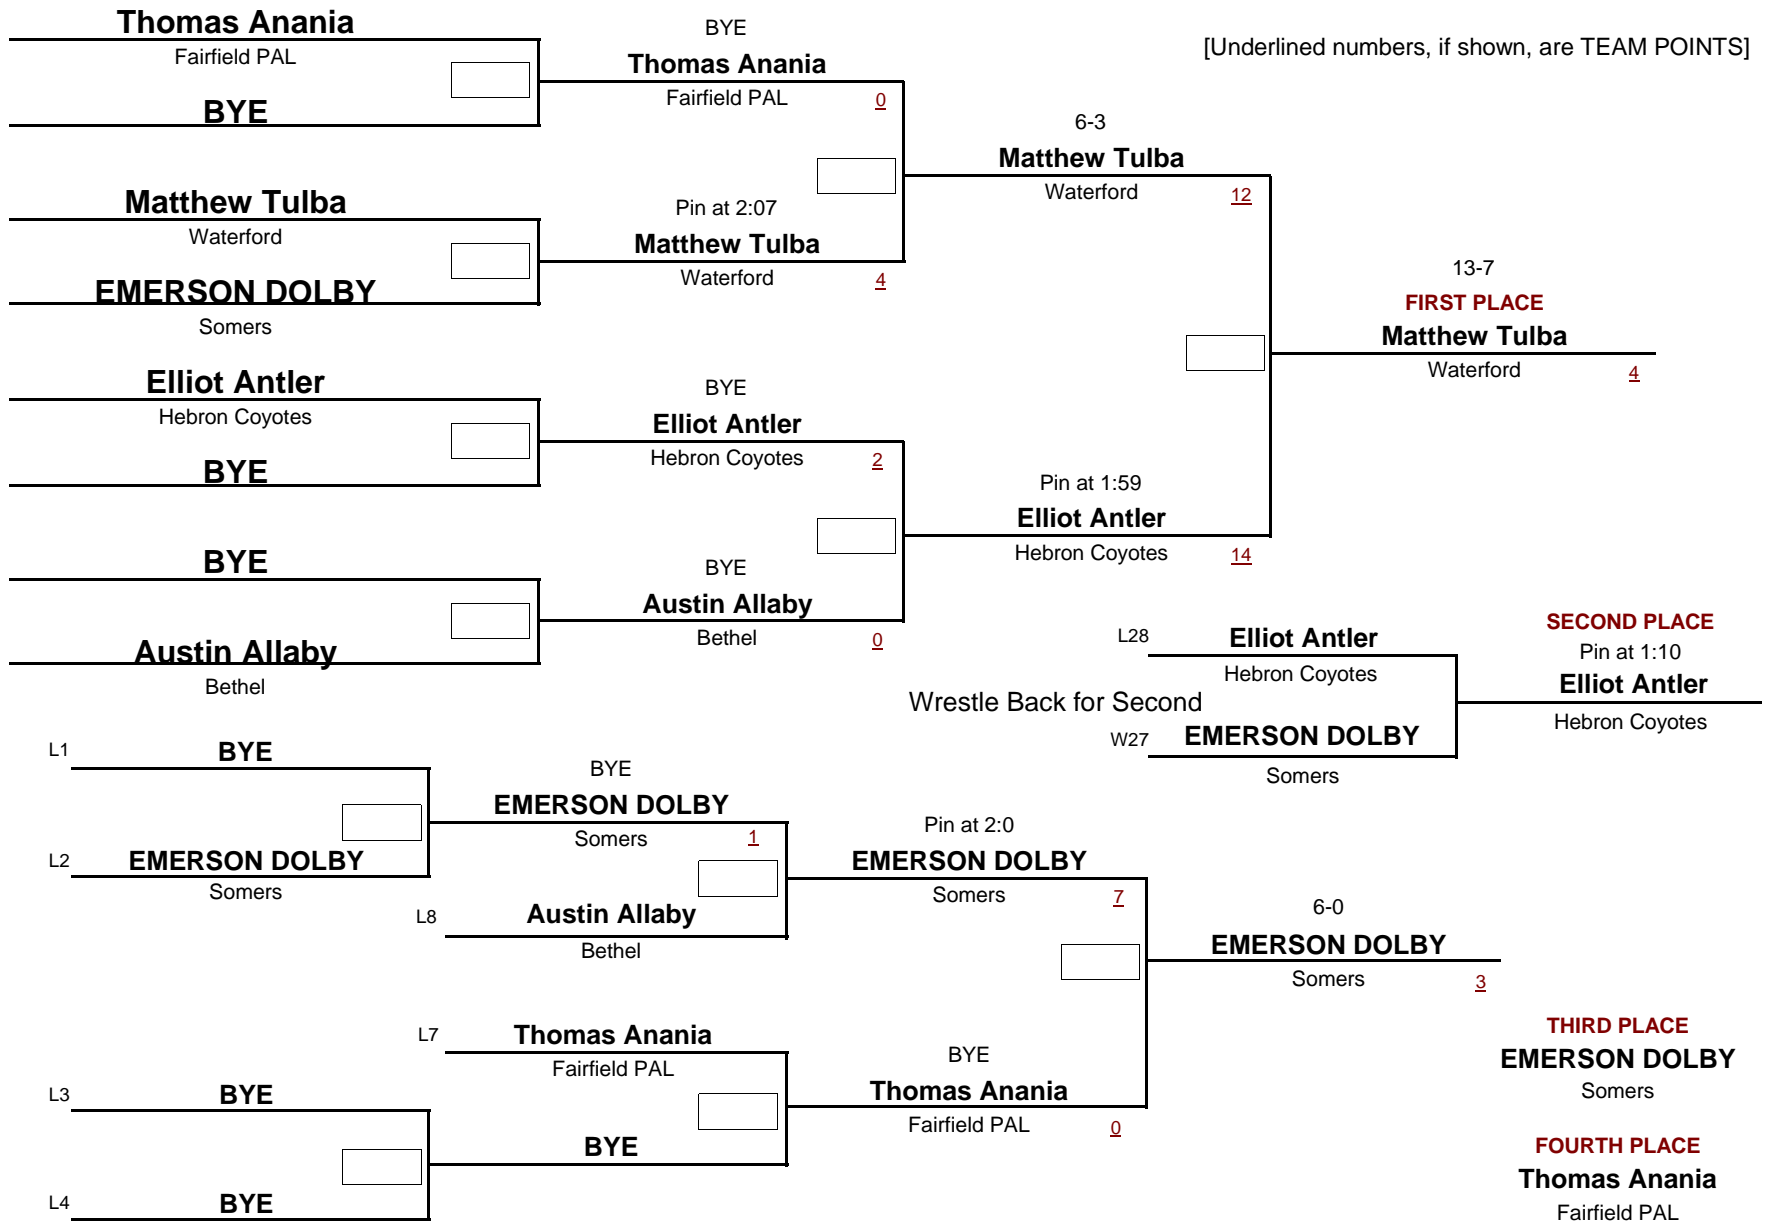 Thomas Anania
Fairfield PAL
BYE
Matthew Tulba
Waterford
EMERSON DOLBY
Somers
Elliot Antler
Hebron Coyotes
BYE
BYE
Austin Allaby
Bethel
BYE
Thomas Anania
Fairfield PAL
0
Pin at 2:07
Matthew Tulba
Waterford
4
BYE
Elliot Antler
Hebron Coyotes
2
BYE
Austin Allaby
Bethel
0
[Underlined numbers, if shown, are TEAM POINTS]
6-3
Matthew Tulba
Waterford
12
Pin at 1:59
Elliot Antler
Hebron Coyotes
14
13-7
FIRST PLACE
Matthew Tulba
Waterford
4
Wrestle Back for Second
L28
Elliot Antler
Hebron Coyotes
W27
EMERSON DOLBY
Somers
SECOND PLACE
Pin at 1:10
Elliot Antler
Hebron Coyotes
L1
BYE
L2
EMERSON DOLBY
Somers
BYE
EMERSON DOLBY
Somers
1
L8
Austin Allaby
Bethel
Pin at 2:0
EMERSON DOLBY
Somers
7
L7
Thomas Anania
Fairfield PAL
L3
BYE
L4
BYE
BYE
BYE
Thomas Anania
Fairfield PAL
0
6-0
EMERSON DOLBY
Somers
3
THIRD PLACE
EMERSON DOLBY
Somers
FOURTH PLACE
Thomas Anania
Fairfield PAL